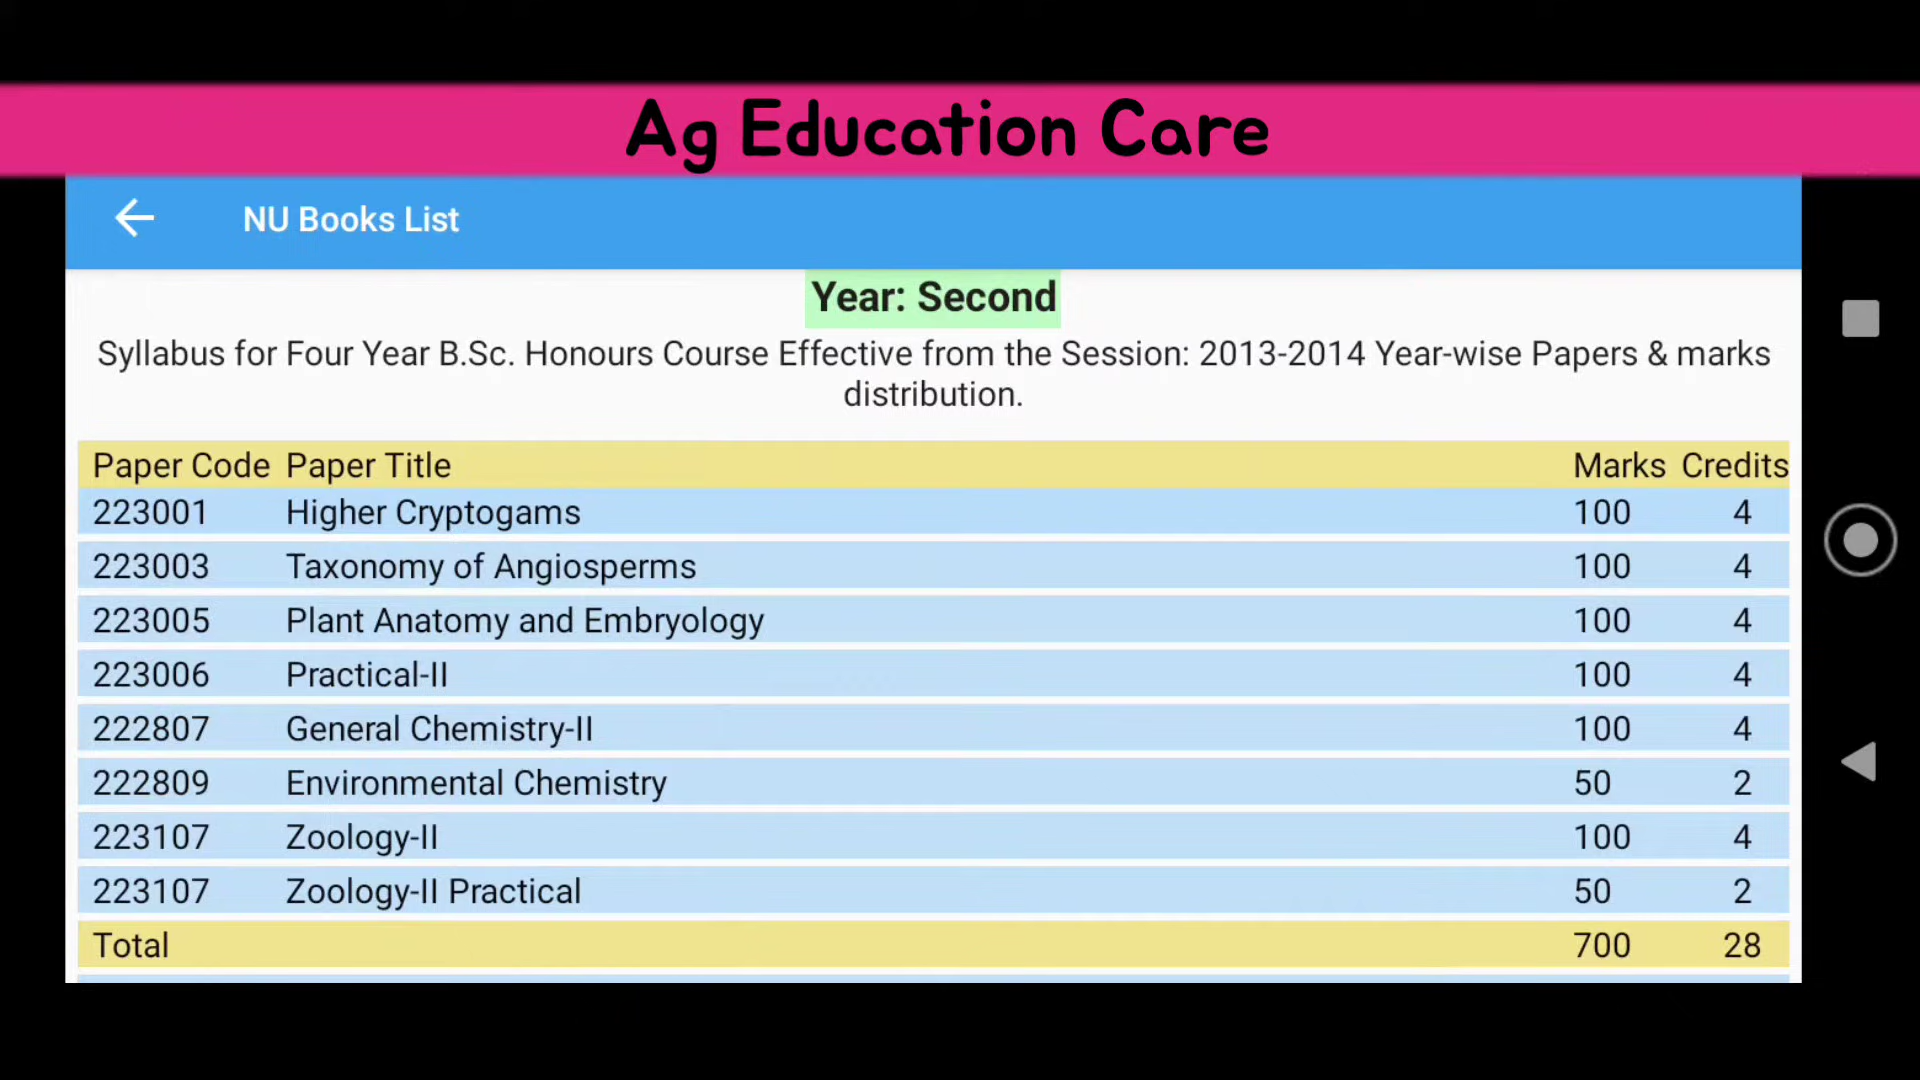 Ag Education Care
NU Books List
Year: Second
Syllabus for Four Year B.Sc. Honours Course Effective from the Session: 2013-2014 Year-wise Papers & marks
distribution.
Paper Code Paper Title Marks Credits
223001 Higher Cryptogams 100 4
223003 Taxonomy of Angiosperms 100 4
223005 Plant Anatomy and Embryology 100 4
223006 Practical-II 100 4
222807 General Chemistry-II 100 4
222809 Environmental Chemistry 50 2
223107 Zoology-II 100 4
223107 Zoology-II Practical 50 2
Total 700 28